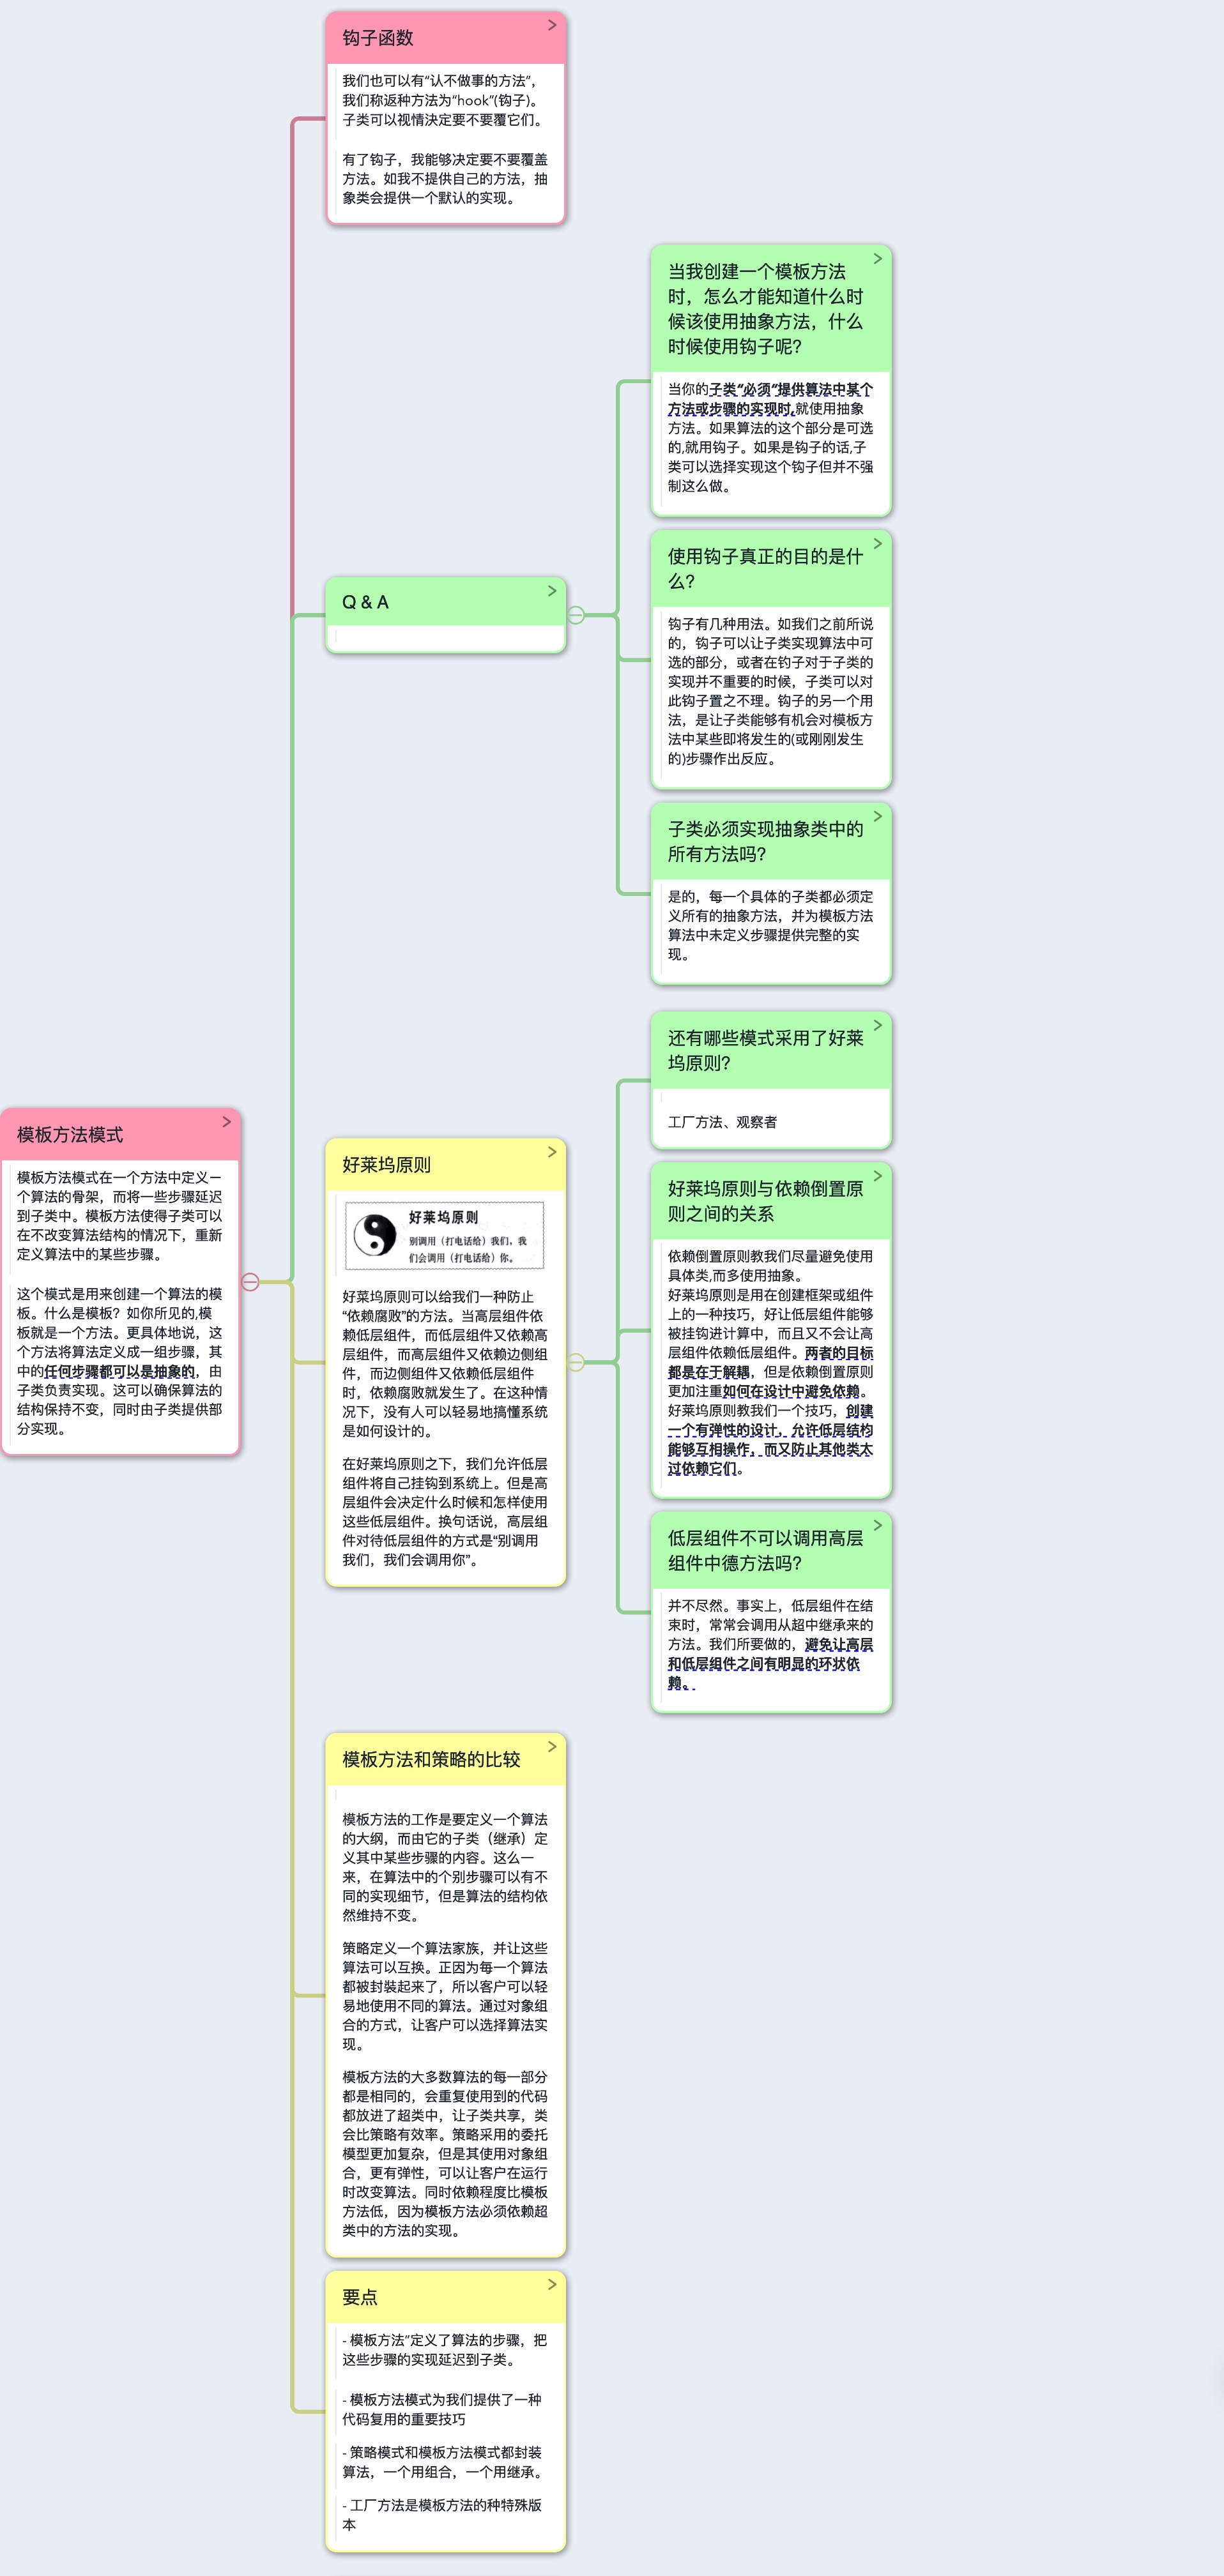 钩子函数
我们也可以有“认不做事的方法”，
我们称返种方法为“hook”(钩子)。
子类可以视情决定要不要覆它们。
有了钩子，我能够决定要不要覆盖
方法。如我不提供自己的方法，抽
象类会提供一个默认的实现。
当我创建一个模板方法
时，怎么才能知道什么时
候该使用抽象方法，什么
时候使用钩子呢?
当你的子类“必须”提供算法中某个
方法或步骤的实现时,就使用抽象
方法。如果算法的这个部分是可选
的,就用钩子。如果是钩子的话,子
类可以选择实现这个钩子但并不强
制这么做。
Q & A
使用钩子真正的目的是什
么?
钩子有几种用法。如我们之前所说
的，钩子可以让子类实现算法中可
选的部分，或者在钓子对于子类的
实现并不重要的时候，子类可以对
此钩子置之不理。钩子的另一个用
法，是让子类能够有机会对模板方
法中某些即将发生的(或刚刚发生
的)步骤作出反应。
子类必须实现抽象类中的
所有方法吗?
是的，每一个具体的子类都必须定
义所有的抽象方法，并为模板方法
算法中未定义步骤提供完整的实
现。
模板方法模式
模板方法模式在一个方法中定义一
个算法的骨架，而将一些步骤延迟
到子类中。模板方法使得子类可以
在不改变算法结构的情况下，重新
定义算法中的某些步骤。
这个模式是用来创建一个算法的模
板。什么是模板？如你所见的,模
板就是一个方法。更具体地说，这
个方法将算法定义成一组步骤，其
中的任何步骤都可以是抽象的，由
子类负责实现。这可以确保算法的
结构保持不变，同时由子类提供部
分实现。
好莱坞原则
好莱坞原则
别调用（打电话给）我们，我
们会调用（打电话给）你。
好菜坞原则可以给我们一种防止
“依赖腐败”的方法。当高层组件依
赖低层组件，而低层组件又依赖高
层组件，而高层组件又依赖边侧组
件，而边侧组件又依赖低层组件
时，依赖腐败就发生了。在这种情
况下，没有人可以轻易地搞懂系统
是如何设计的。
在好莱坞原则之下，我们允许低层
组件将自己挂钩到系统上。但是高
层组件会决定什么时候和怎样使用
这些低层组件。换句话说，高层组
件对待低层组件的方式是“别调用
我们，我们会调用你”。
还有哪些模式采用了好莱
坞原则?
工厂方法、观察者
好莱坞原则与依赖倒置原
则之间的关系
依赖倒置原则教我们尽量避免使用
具体类,而多使用抽象。
好莱坞原则是用在创建框架或组件
上的一种技巧，好让低层组件能够
被挂钩进计算中，而且又不会让高
层组件依赖低层组件。两者的目标
都是在于解耦，但是依赖倒置原则
更加注重如何在设计中避免依赖。
好莱坞原则教我们一个技巧，创建
一个有弹性的设计，允许低层结构
能够互相操作，而又防止其他类太
过依赖它们。
低层组件不可以调用高层
组件中德方法吗?
并不尽然。事实上，低层组件在结
束时，常常会调用从超中继承来的
方法。我们所要做的，避免让高层
和低层组件之间有明显的环状依
赖。
模板方法和策略的比较
模板方法的工作是要定义一个算法
的大纲，而由它的子类（继承）定
义其中某些步骤的内容。这么一
来，在算法中的个别步骤可以有不
同的实现细节，但是算法的结构依
然维持不变。
策略定义一个算法家族，并让这些
算法可以互换。正因为每一个算法
都被封装起来了，所以客户可以轻
易地使用不同的算法。通过对象组
合的方式，让客户可以选择算法实
现。
模板方法的大多数算法的每一部分
都是相同的，会重复使用到的代码
都放进了超类中，让子类共享，类
会比策略有效率。策略采用的委托
模型更加复杂，但是其使用对象组
合，更有弹性，可以让客户在运行
时改变算法。同时依赖程度比模板
方法低，因为模板方法必须依赖超
类中的方法的实现。
要点
- 模板方法”定义了算法的步骤，把
这些步骤的实现延迟到子类。
- 模板方法模式为我们提供了一种
代码复用的重要技巧
- 策略模式和模板方法模式都封装
算法，一个用组合，一个用继承。
- 工厂方法是模板方法的种特殊版
本